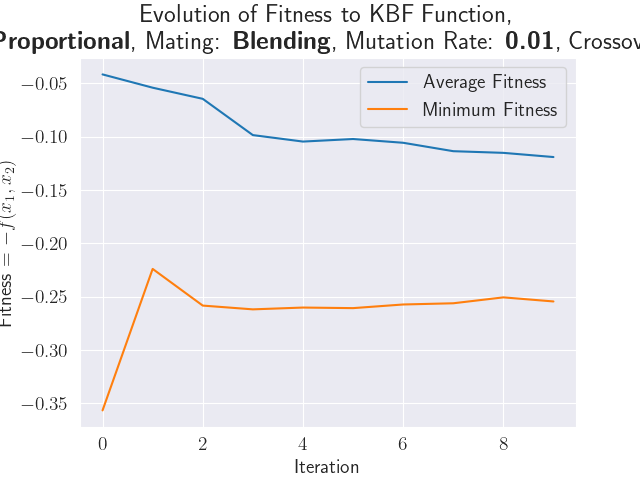 Evolution of Fitness to KBF Function,
Proportional, Mating: Blending, Mutation Rate: 0.01, Crossov
Average Fitness
Minimum Fitness
−0.05
−0.10
−0.15
−0.20
−0.25
−0.30
−0.35
Fitness = −f(x₁, x₂)
0 2 4 6 8
Iteration